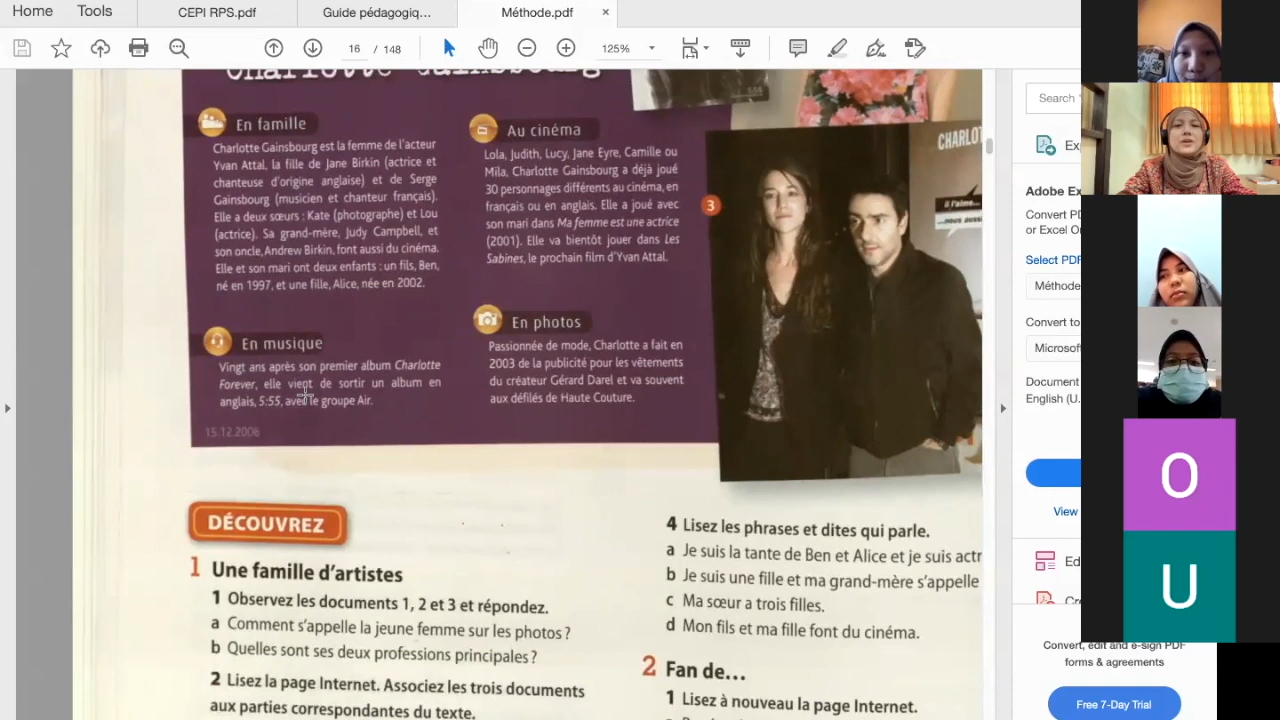 Home
Tools
CEPI RPS.pdf
Guide pédagogiq...
Méthode.pdf
×
16 / 148
125%
Charlotte Gainsbourg
En famille
Charlotte Gainsbourg est la femme de l'acteur
Yvan Attal, la fille de Jane Birkin (actrice et
chanteuse d'origine anglaise) et de Serge
Gainsbourg (musicien et chanteur français).
Elle a deux sœurs : Kate (photographe) et Lou
(actrice). Sa grand-mère, Judy Campbell, et
son oncle, Andrew Birkin, font aussi du cinéma.
Elle et son mari ont deux enfants : un fils, Ben,
né en 1997, et une fille, Alice, née en 2002.
En musique
Vingt ans après son premier album Charlotte
Forever, elle vient de sortir un album en
anglais, 5:55, avec le groupe Air.
15.12.2006
Au cinéma
Lola, Judith, Lucy, Jane Eyre, Camille ou
Mila, Charlotte Gainsbourg a déjà joué
30 personnages différents au cinéma, en
français ou en anglais. Elle a joué avec
son mari dans Ma femme est une actrice
(2001). Elle va bientôt jouer dans Les
Sabines, le prochain film d'Yvan Attal.
En photos
Passionnée de mode, Charlotte a fait en
2003 de la publicité pour les vêtements
du créateur Gérard Darel et va souvent
aux défilés de Haute Couture.
3
CHARLOT
il l'aime...
...nous aussi
DÉCOUVREZ
1 Une famille d'artistes
1 Observez les documents 1, 2 et 3 et répondez.
a Comment s'appelle la jeune femme sur les photos ?
b Quelles sont ses deux professions principales ?
2 Lisez la page Internet. Associez les trois documents
aux parties correspondantes du texte.
4 Lisez les phrases et dites qui parle.
a Je suis la tante de Ben et Alice et je suis actr
b Je suis une fille et ma grand-mère s'appelle
c Ma sœur a trois filles.
d Mon fils et ma fille font du cinéma.
2 Fan de...
1 Lisez à nouveau la page Internet.
Search
Ex
Adobe Ex
Convert PD
or Excel On
Select PDF
Méthode
Convert to
Microsof
Document
English (U.
View
Ed
Cr
Convert, edit and e-sign PDF
forms & agreements
Free 7-Day Trial
O
U